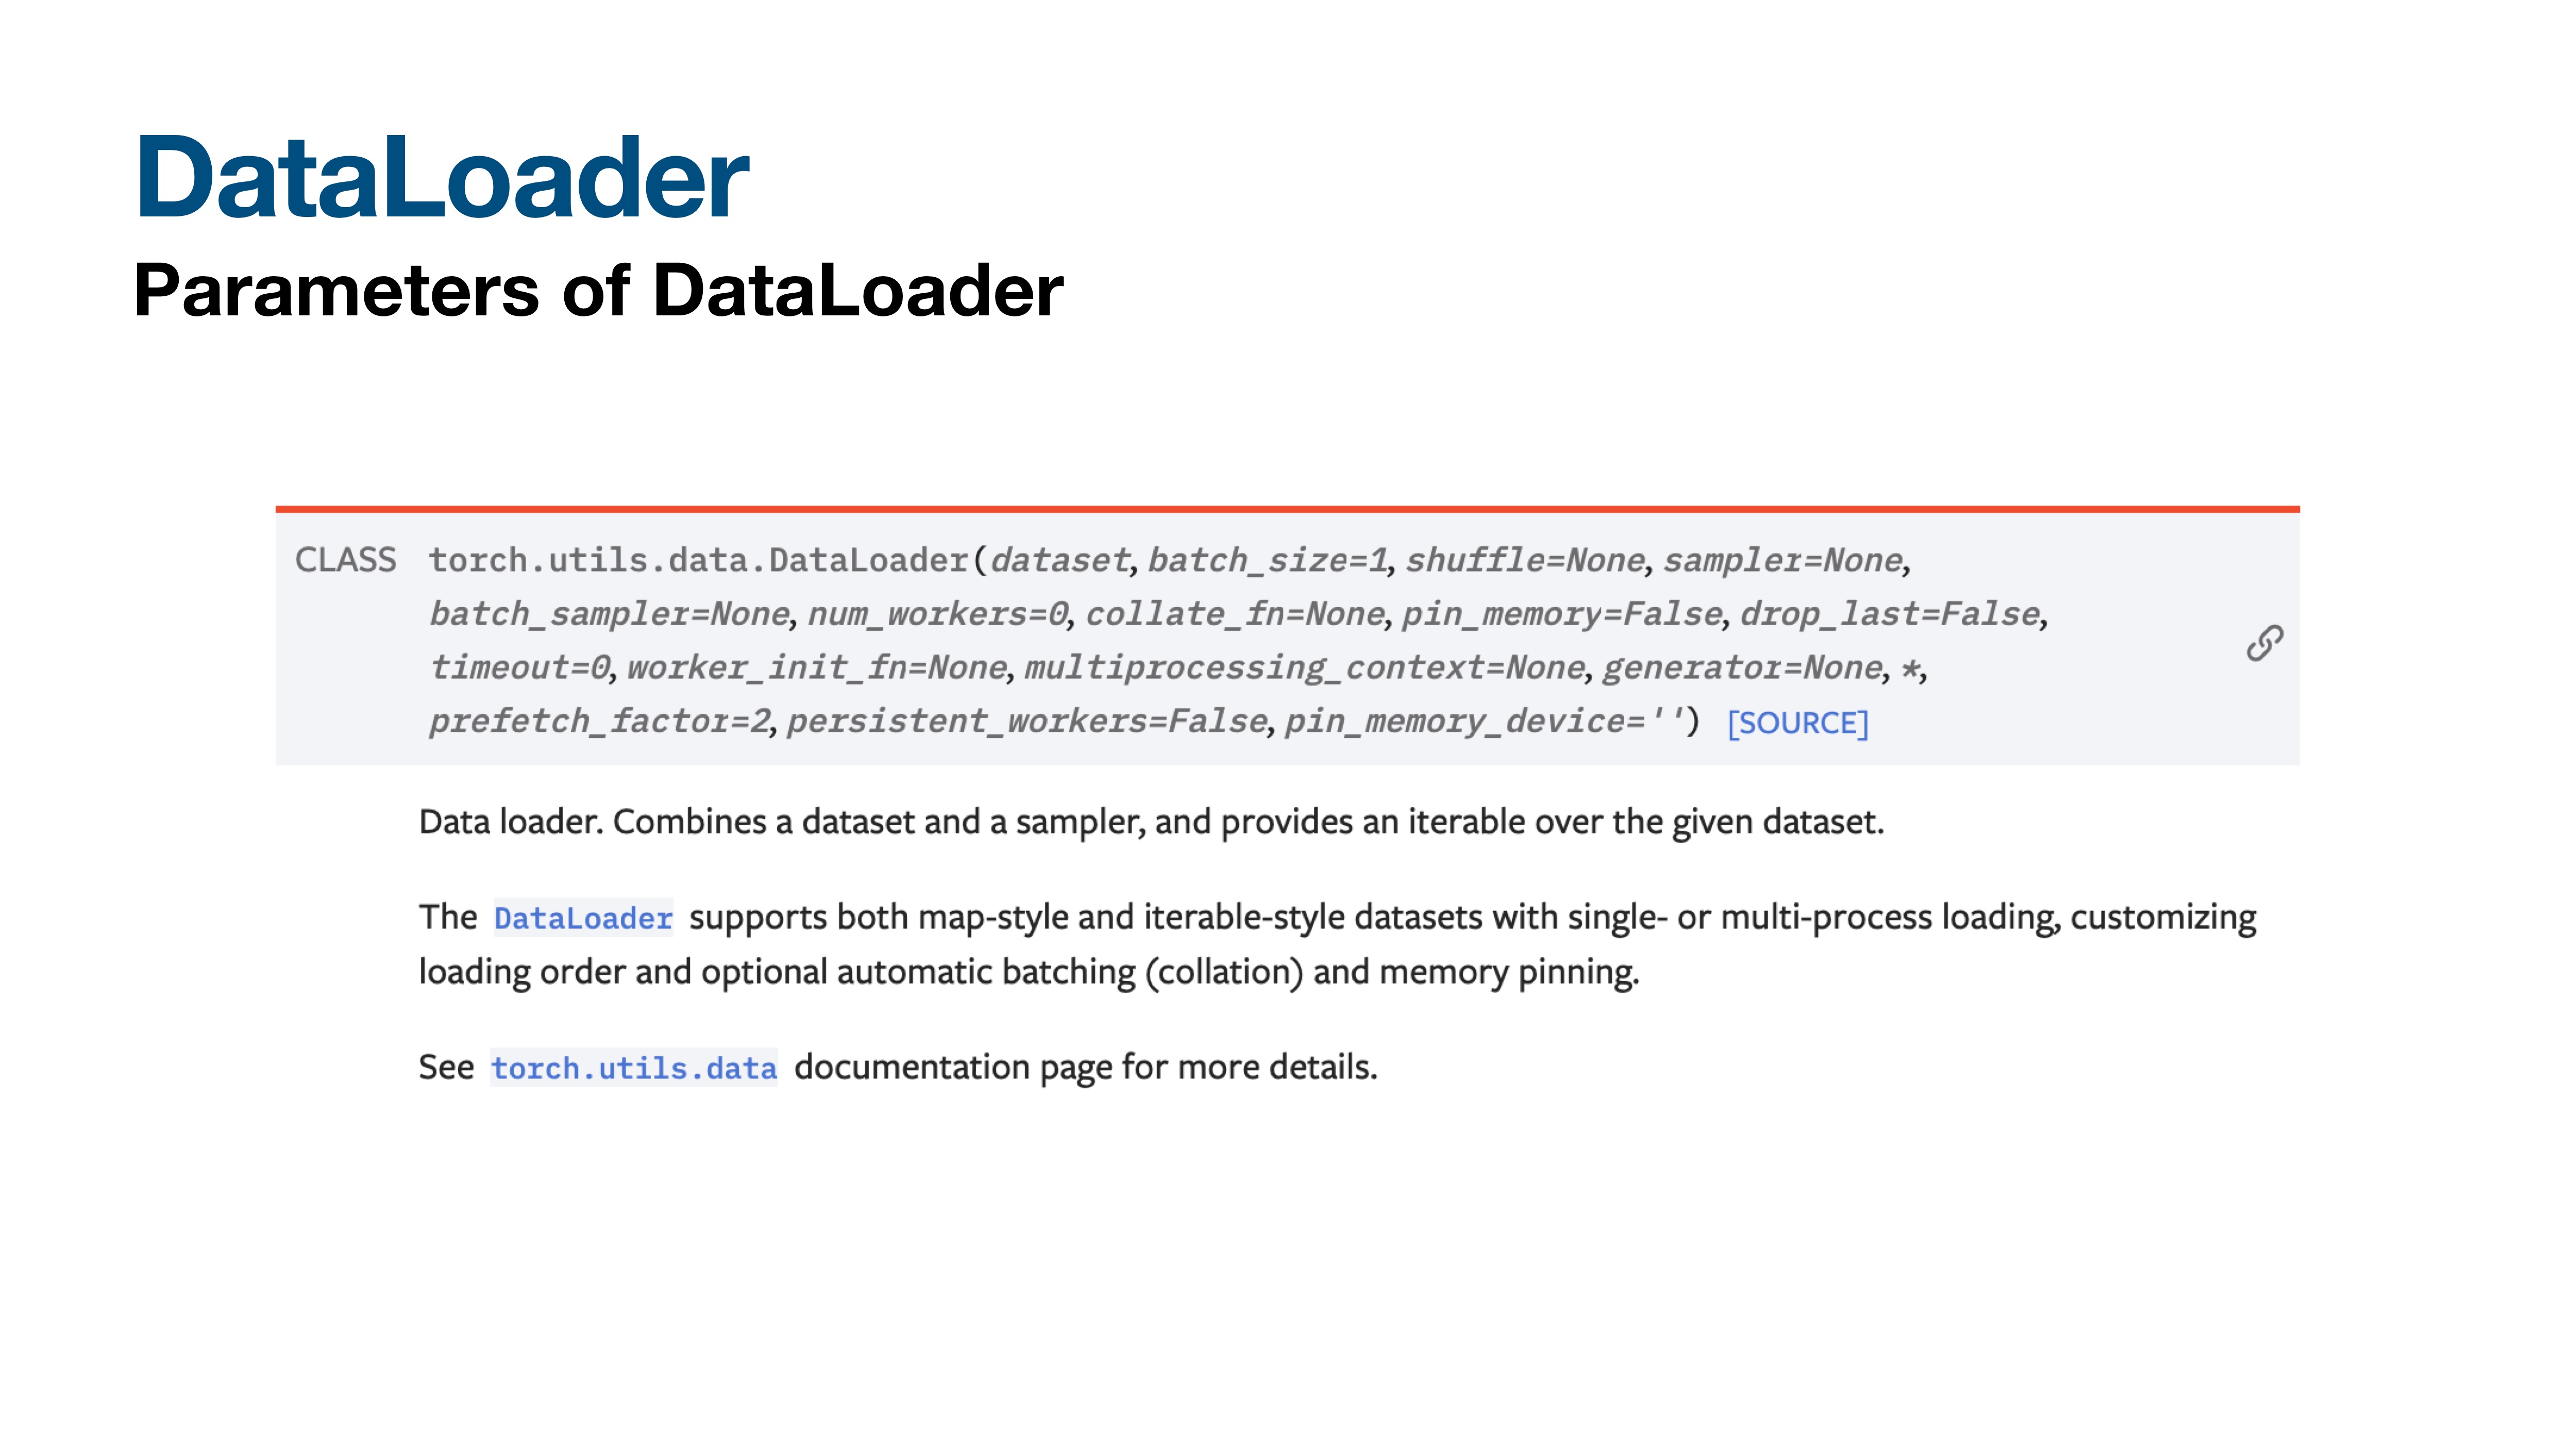 DataLoader
Parameters of DataLoader
CLASS torch.utils.data.DataLoader(dataset, batch_size=1, shuffle=None, sampler=None,
batch_sampler=None, num_workers=0, collate_fn=None, pin_memory=False, drop_last=False,
timeout=0, worker_init_fn=None, multiprocessing_context=None, generator=None, *,
prefetch_factor=2, persistent_workers=False, pin_memory_device='') [SOURCE]
Data loader. Combines a dataset and a sampler, and provides an iterable over the given dataset.
The DataLoader supports both map-style and iterable-style datasets with single- or multi-process loading, customizing
loading order and optional automatic batching (collation) and memory pinning.
See torch.utils.data documentation page for more details.